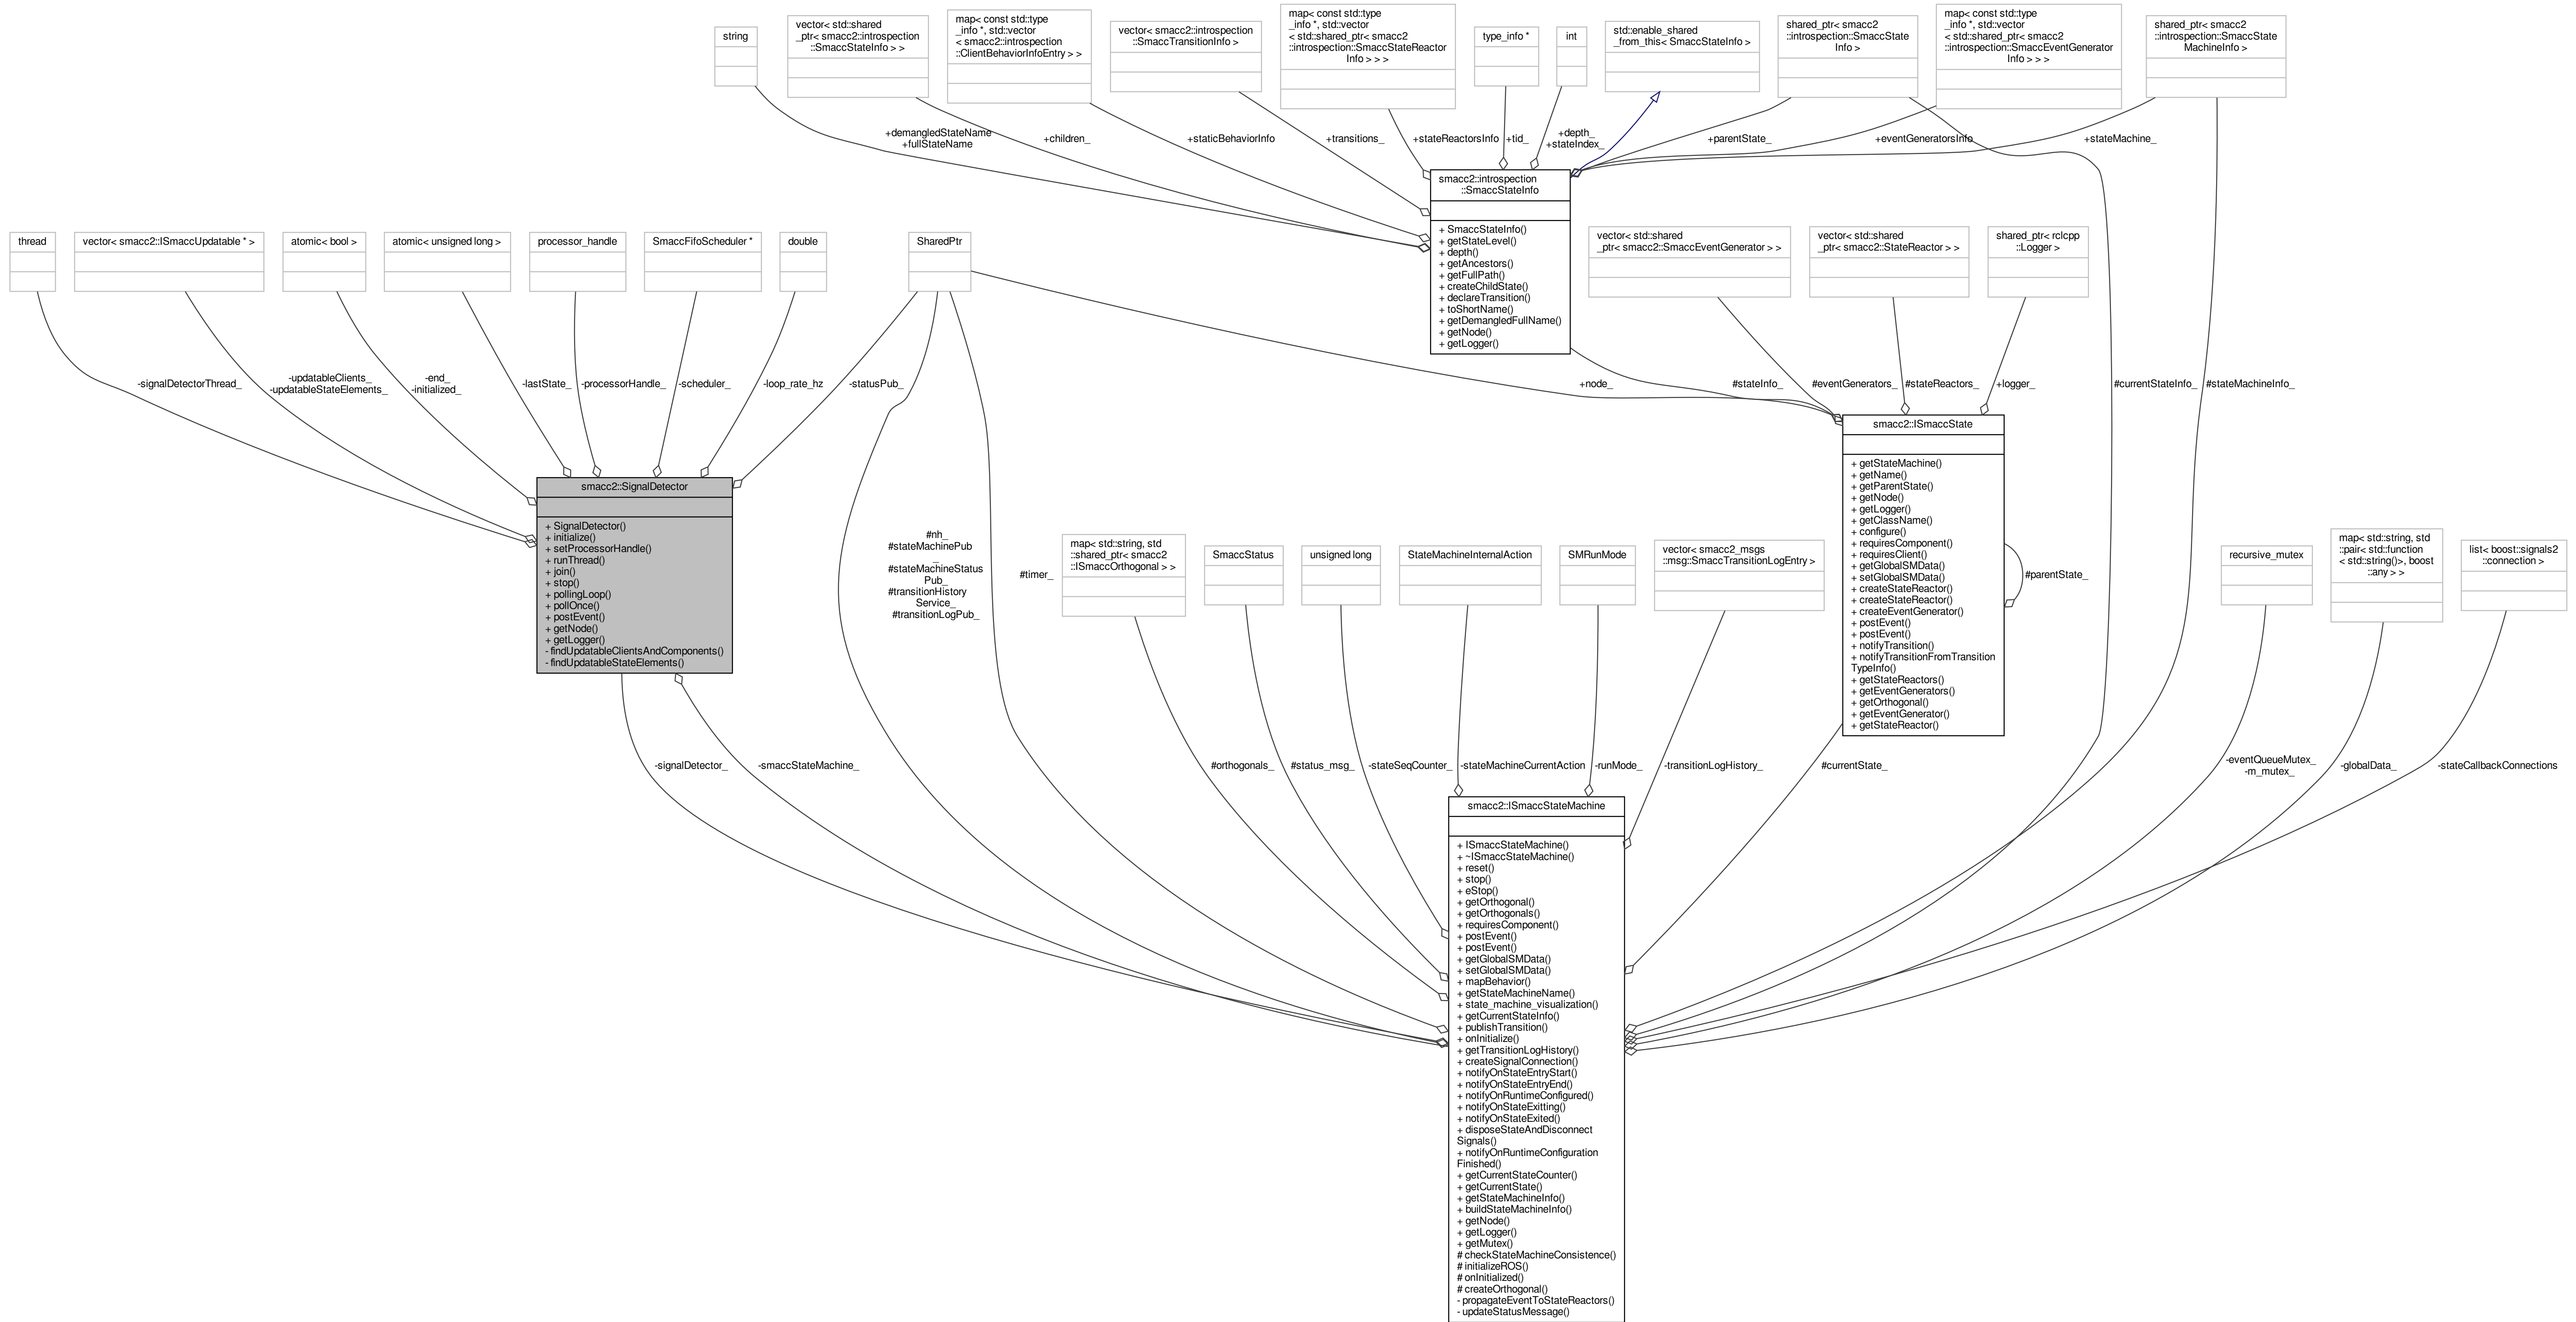 string
vector< std::shared
_ptr< smacc2::introspection
::SmaccStateInfo > >
map< const std::type
_info *, std::vector
< smacc2::introspection
::ClientBehaviorInfoEntry > >
vector< smacc2::introspection
::SmaccTransitionInfo >
map< const std::type
_info *, std::vector
< std::shared_ptr< smacc2
::introspection::SmaccStateReactor
Info > > >
type_info *
int
std::enable_shared
_from_this< SmaccStateInfo >
shared_ptr< smacc2
::introspection::SmaccState
Info >
map< const std::type
_info *, std::vector
< std::shared_ptr< smacc2
::introspection::SmaccEventGenerator
Info > > >
shared_ptr< smacc2
::introspection::SmaccState
MachineInfo >
+demangledStateName
+fullStateName
+children_
+staticBehaviorInfo
+transitions_
+stateReactorsInfo
+tid_
+depth_
+stateIndex_
+parentState_
+eventGeneratorsInfo
+stateMachine_
smacc2::introspection
::SmaccStateInfo
+ SmaccStateInfo()
+ getStateLevel()
+ depth()
+ getAncestors()
+ getFullPath()
+ createChildState()
+ declareTransition()
+ toShortName()
+ getDemangledFullName()
+ getNode()
+ getLogger()
thread
vector< smacc2::ISmaccUpdatable * >
atomic< bool >
atomic< unsigned long >
processor_handle
SmaccFifoScheduler *
double
SharedPtr
vector< std::shared
_ptr< smacc2::SmaccEventGenerator > >
vector< std::shared
_ptr< smacc2::StateReactor > >
shared_ptr< rclcpp
::Logger >
-signalDetectorThread_
-updatableClients_
-updatableStateElements_
-end_
-initialized_
-lastState_
-processorHandle_
-scheduler_
-loop_rate_hz
-statusPub_
+node_
#stateInfo_
#eventGenerators_
#stateReactors_
+logger_
#currentStateInfo_
#stateMachineInfo_
smacc2::SignalDetector
+ SignalDetector()
+ initialize()
+ setProcessorHandle()
+ runThread()
+ join()
+ stop()
+ pollingLoop()
+ pollOnce()
+ postEvent()
+ getNode()
+ getLogger()
- findUpdatableClientsAndComponents()
- findUpdatableStateElements()
smacc2::ISmaccState
+ getStateMachine()
+ getName()
+ getParentState()
+ getNode()
+ getLogger()
+ getClassName()
+ configure()
+ requiresComponent()
+ requiresClient()
+ getGlobalSMData()
+ setGlobalSMData()
+ createStateReactor()
+ createStateReactor()
+ createEventGenerator()
+ postEvent()
+ postEvent()
+ notifyTransition()
+ notifyTransitionFromTransition
TypeInfo()
+ getStateReactors()
+ getEventGenerators()
+ getOrthogonal()
+ getEventGenerator()
+ getStateReactor()
#parentState_
#nh_
#stateMachinePub
_
#stateMachineStatus
Pub_
#transitionHistory
Service_
#transitionLogPub_
#timer_
map< std::string, std
::shared_ptr< smacc2
::ISmaccOrthogonal > >
SmaccStatus
unsigned long
StateMachineInternalAction
SMRunMode
vector< smacc2_msgs
::msg::SmaccTransitionLogEntry >
recursive_mutex
map< std::string, std
::pair< std::function
< std::string()>, boost
::any > >
list< boost::signals2
::connection >
-signalDetector_
-smaccStateMachine_
#orthogonals_
#status_msg_
-stateSeqCounter_
-stateMachineCurrentAction
-runMode_
-transitionLogHistory_
#currentState_
-eventQueueMutex_
-m_mutex_
-globalData_
-stateCallbackConnections
smacc2::ISmaccStateMachine
+ ISmaccStateMachine()
+ ~ISmaccStateMachine()
+ reset()
+ stop()
+ eStop()
+ getOrthogonal()
+ getOrthogonals()
+ requiresComponent()
+ postEvent()
+ postEvent()
+ getGlobalSMData()
+ setGlobalSMData()
+ mapBehavior()
+ getStateMachineName()
+ state_machine_visualization()
+ getCurrentStateInfo()
+ publishTransition()
+ onInitialize()
+ getTransitionLogHistory()
+ createSignalConnection()
+ notifyOnStateEntryStart()
+ notifyOnStateEntryEnd()
+ notifyOnRuntimeConfigured()
+ notifyOnStateExitting()
+ notifyOnStateExited()
+ disposeStateAndDisconnect
Signals()
+ notifyOnRuntimeConfiguration
Finished()
+ getCurrentStateCounter()
+ getCurrentState()
+ getStateMachineInfo()
+ buildStateMachineInfo()
+ getNode()
+ getLogger()
+ getMutex()
# checkStateMachineConsistence()
# initializeROS()
# onInitialized()
# createOrthogonal()
- propagateEventToStateReactors()
- updateStatusMessage()